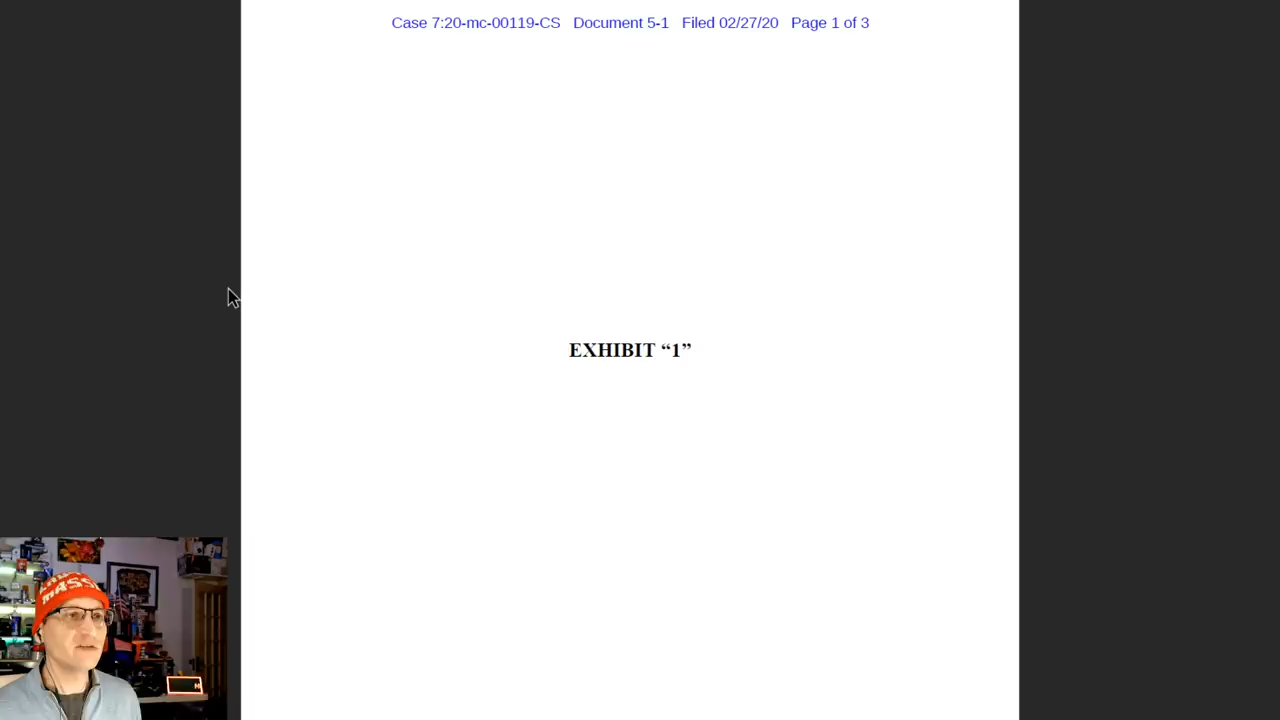 Case 7:20-mc-00119-CS Document 5-1 Filed 02/27/20 Page 1 of 3
EXHIBIT “1”